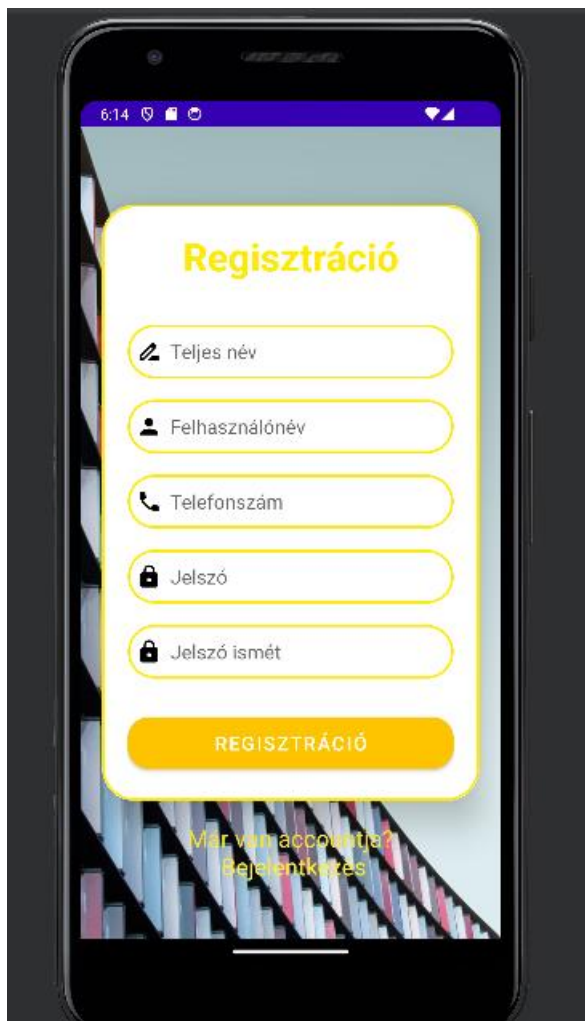 6:14
Regisztráció
Teljes név
Felhasználónév
Telefonszám
Jelszó
Jelszó ismét
REGISZTRÁCIÓ
Már van accountja?
Bejelentkezés